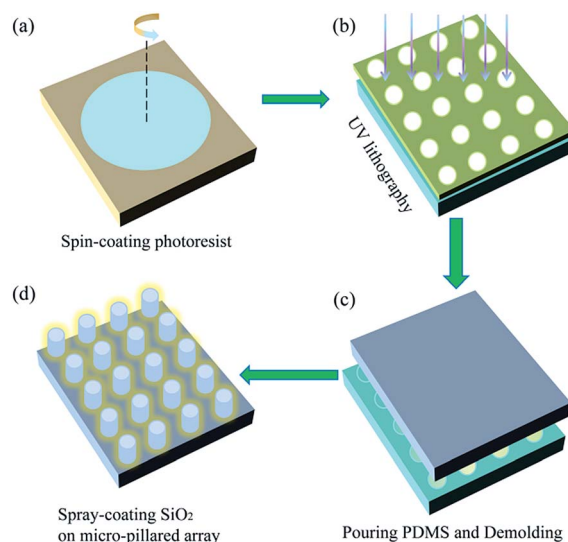 (a)
(b)
UV lithography
Spin-coating photoresist
(d)
(c)
Spray-coating SiO₂
on micro-pillared array
Pouring PDMS and Demolding